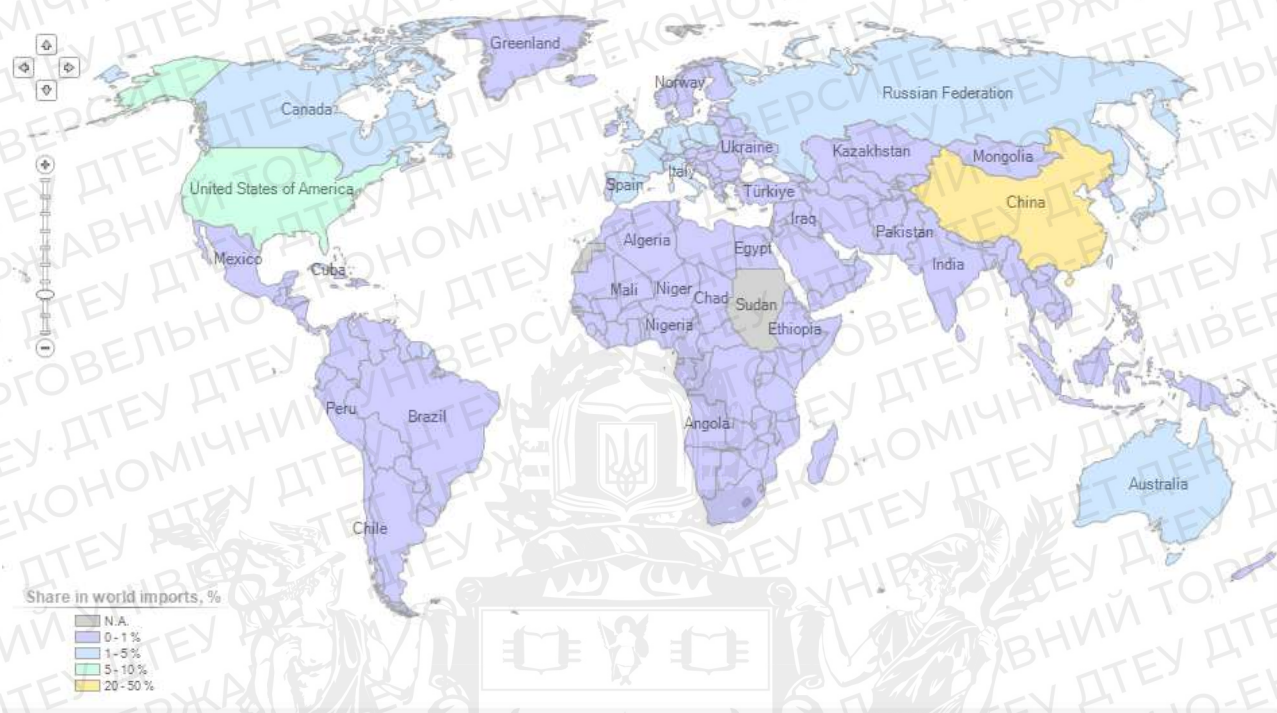 Greenland
Norway
Russian Federation
Canada
Ukraine
Kazakhstan
Mongolia
Italy
Spain
Türkiye
United States of America
China
Iraq
Pakistan
Algeria
Egypt
Mexico
Cuba
India
Mali
Niger
Chad
Sudan
Nigeria
Ethiopia
Peru
Brazil
Angola
Australia
Chile
Share in world imports, %
N.A.
0 - 1 %
1 - 5 %
5 - 10 %
20 - 50 %